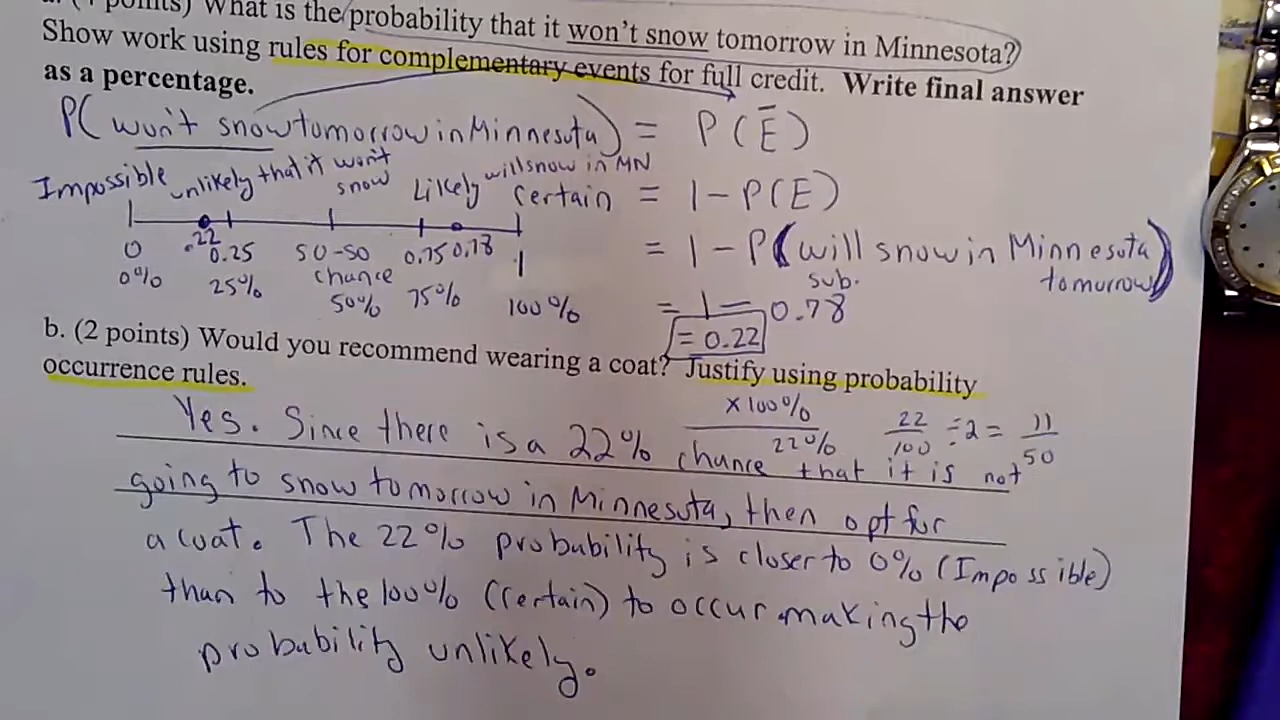 points) What is the probability that it won't snow tomorrow in Minnesota?
Show work using rules for complementary events for full credit. Write final answer
as a percentage.
P( won't snow tomorrow in Minnesota ) = P(Ē)
Impossible unlikely that it won't snow Likely will snow in MN Certain = 1 - P(E)
0 .22 0.25 50-50 chance 0.75 0.78 1
0% 25% 50% 75% 100%
= 1 - P( will snow in Minnesota tomorrow )
sub.
= 1 - 0.78
= 0.22
b. (2 points) Would you recommend wearing a coat? Justify using probability
occurrence rules.
x 100%
22%
22/100 ÷2 = 11/50
Yes. Since there is a 22% chance that it is not
going to snow tomorrow in Minnesota, then opt for
a coat. The 22% probability is closer to 0% (Impossible)
than to the 100% (Certain) to occur making the
probability unlikely.